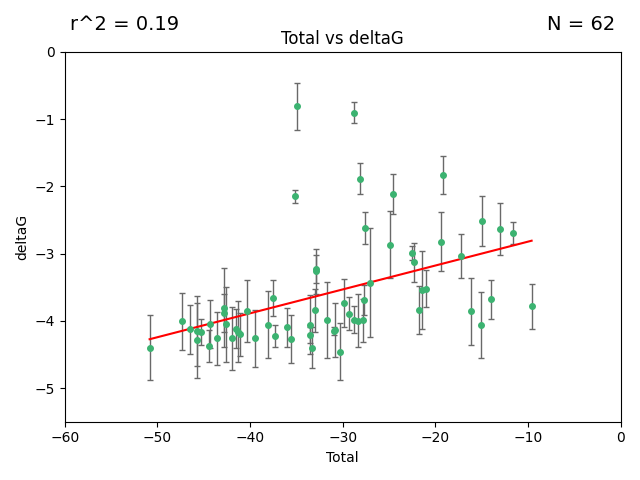 r^2 = 0.19
N = 62
Total vs deltaG
0
−1
−2
−3
−4
−5
deltaG
−60
−50
−40
−30
−20
−10
0
Total